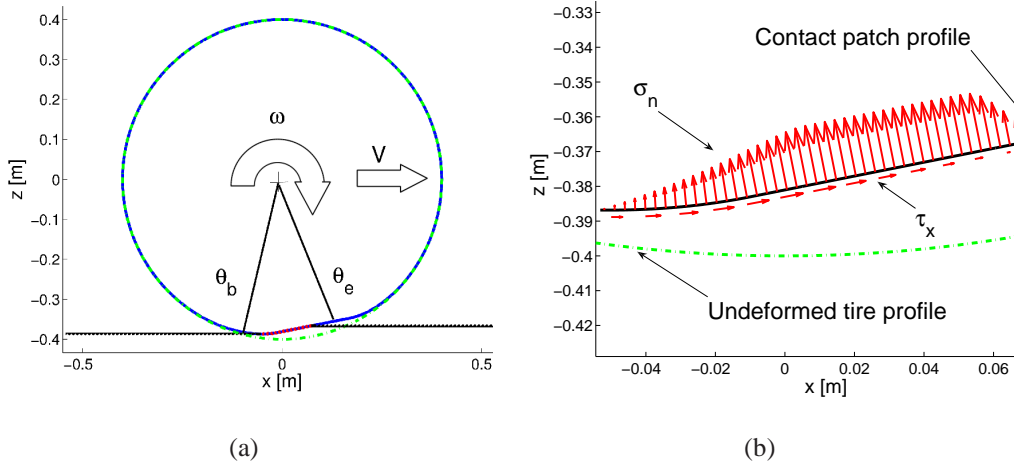 0.4
0.3
0.2
0.1
0
−0.1
−0.2
−0.3
−0.4
z [m]
ω
V
θb
θe
−0.5
0
0.5
x [m]
(a)
−0.33
−0.34
−0.35
−0.36
−0.37
−0.38
−0.39
−0.4
−0.41
−0.42
z [m]
Contact patch profile
σn
τx
Undeformed tire profile
−0.04
−0.02
0
0.02
0.04
0.06
x [m]
(b)